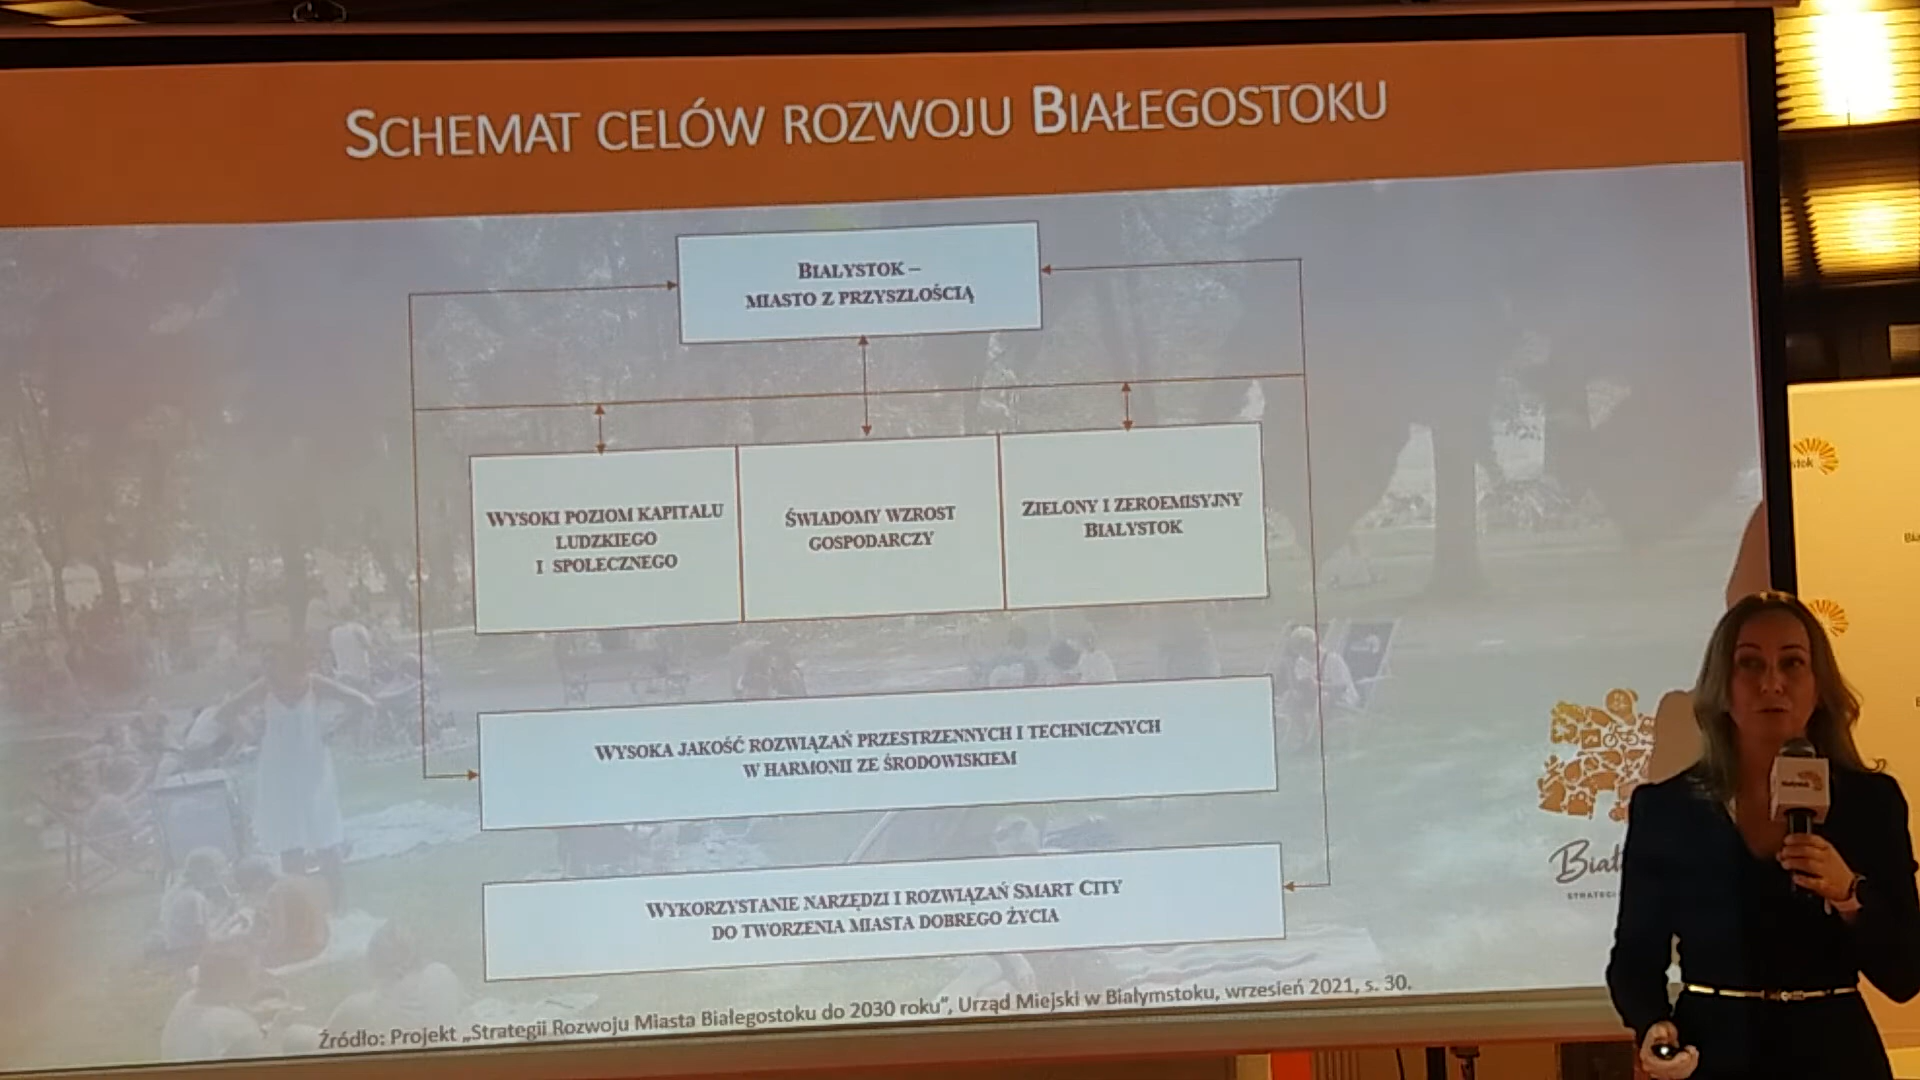 SCHEMAT CELÓW ROZWOJU BIAŁEGOSTOKU
BIAŁYSTOK –
MIASTO Z PRZYSZŁOŚCIĄ
WYSOKI POZIOM KAPITAŁU
LUDZKIEGO
I SPOŁECZNEGO
ŚWIADOMY WZROST
GOSPODARCZY
ZIELONY I ZEROEMISYJNY
BIAŁYSTOK
WYSOKA JAKOŚĆ ROZWIĄZAŃ PRZESTRZENNYCH I TECHNICZNYCH
W HARMONII ZE ŚRODOWISKIEM
WYKORZYSTANIE NARZĘDZI I ROZWIĄZAŃ SMART CITY
DO TWORZENIA MIASTA DOBREGO ŻYCIA
Źródło: Projekt „Strategii Rozwoju Miasta Białegostoku do 2030 roku”, Urząd Miejski w Białymstoku, wrzesień 2021, s. 30.